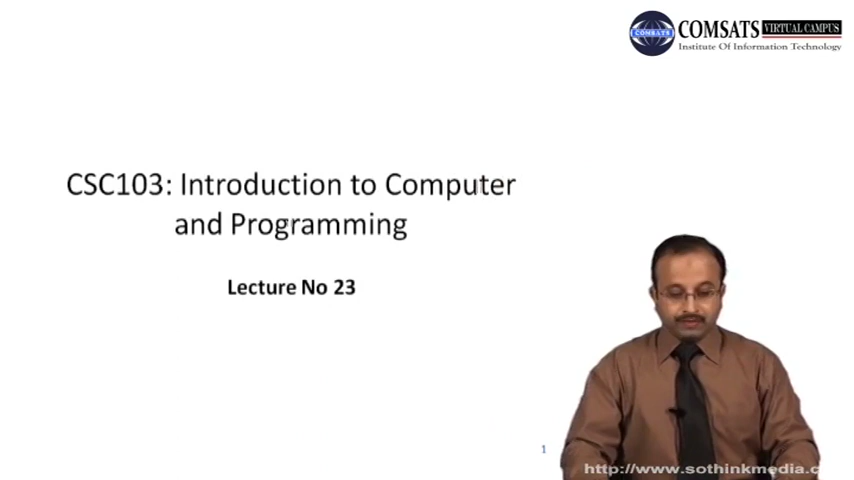 COMSATS VIRTUAL CAMPUS
COMSATS
Institute Of Information Technology
CSC103: Introduction to Computer
and Programming
Lecture No 23
1
http://www.sothinkmedia.c